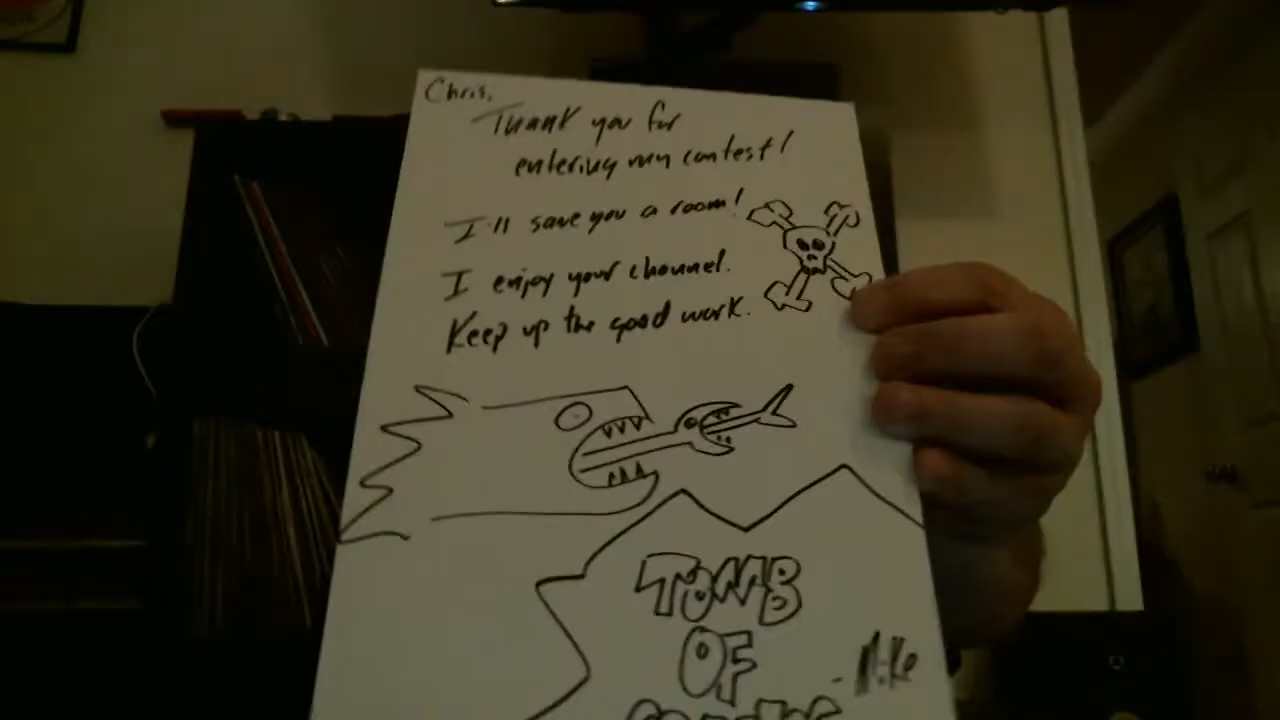 Chris,
Thank you for
entering my contest!
I'll save you a room!
I enjoy your channel.
Keep up the good work.
TOMB
OF
- Mike